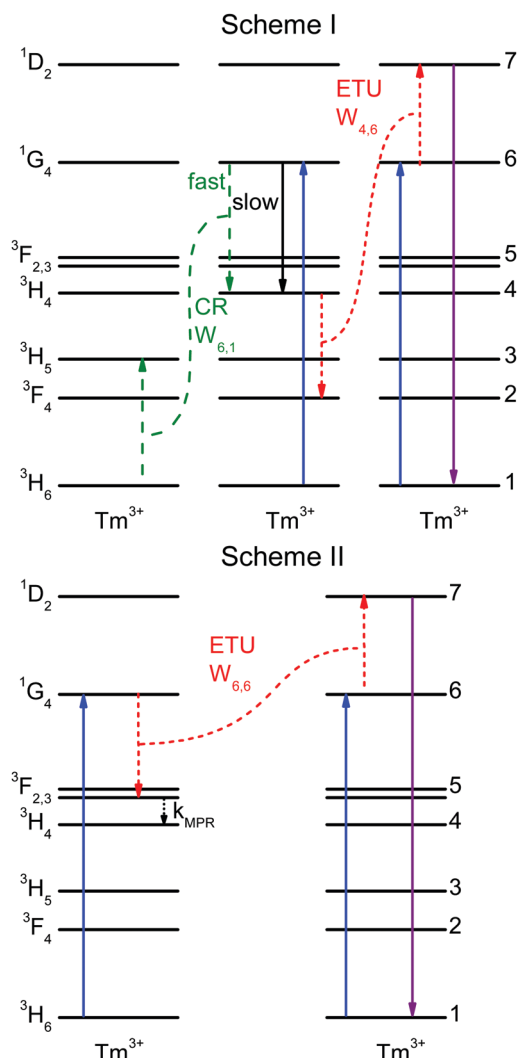 Scheme I
¹D₂ 7
ETU
W₄,₆
¹G₄ 6
fast
slow
³F₂,₃ 5
³H₄ 4
CR
W₆,₁
³H₅ 3
³F₄ 2
³H₆ 1
Tm³⁺ Tm³⁺ Tm³⁺
Scheme II
¹D₂ 7
ETU
W₆,₆
¹G₄ 6
³F₂,₃ 5
k_MPR
³H₄ 4
³H₅ 3
³F₄ 2
³H₆ 1
Tm³⁺ Tm³⁺